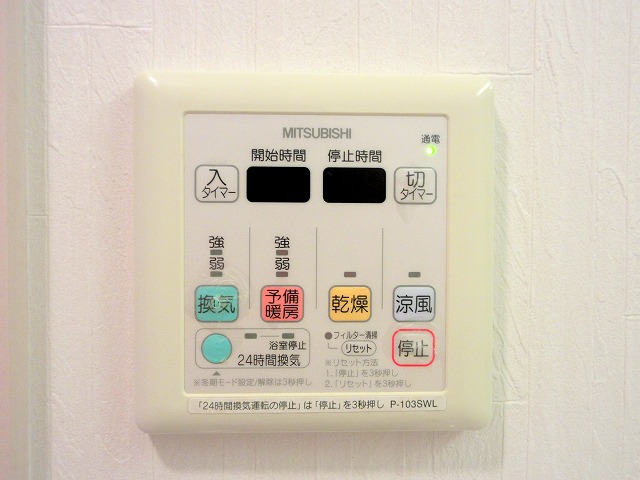 MITSUBISHI
通電
開始時間 停止時間
入
タイマー
切
タイマー
強 強
弱 弱
換気 予備
暖房 乾燥 涼風
浴室停止
24時間換気
※冬期モード設定/解除は3秒押し
フィルター清掃
リセット
※リセット方法
1.「停止」を3秒押し
2.「リセット」を3秒押し
停止
「24時間換気運転の停止」は「停止」を3秒押し P-103SWL